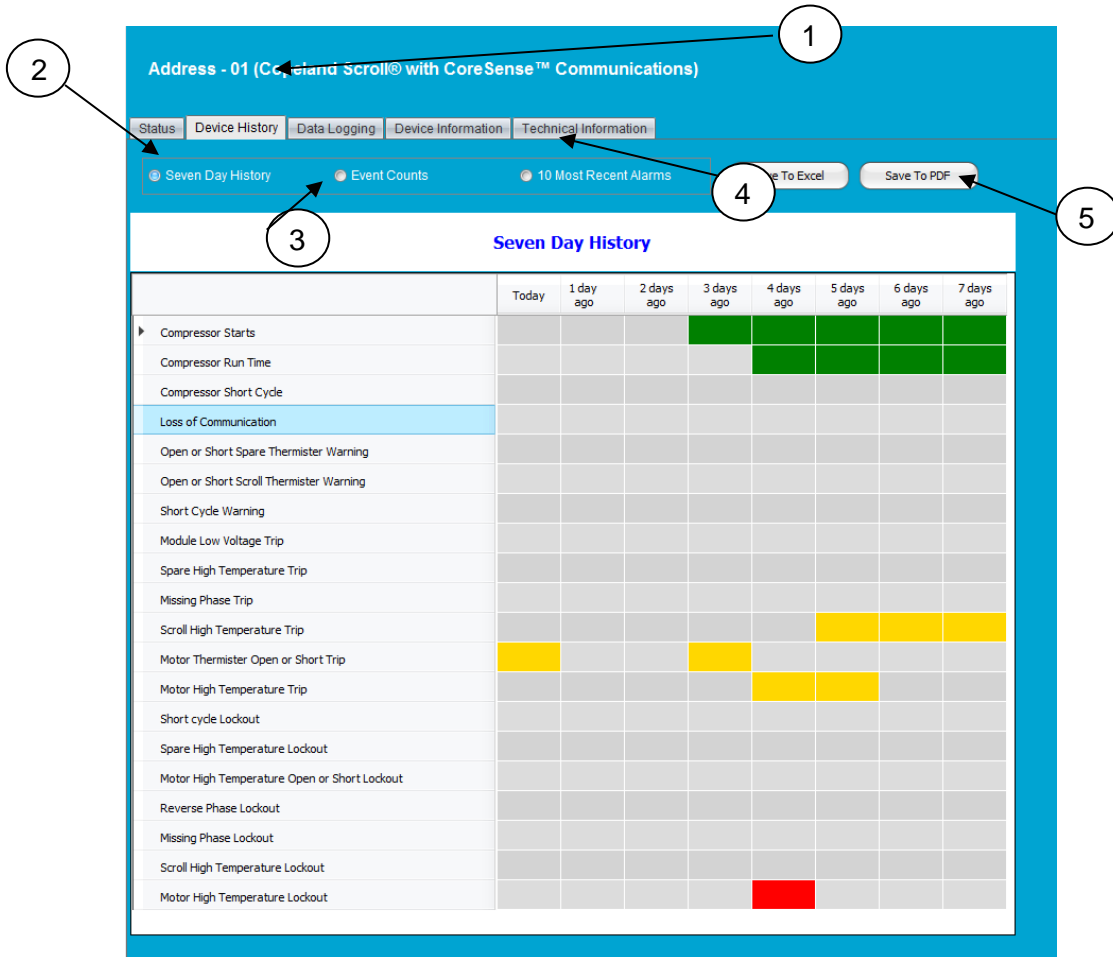 1
2
Address - 01 (Copeland Scroll® with CoreSense™ Communications)
Status Device History Data Logging Device Information Technical Information
Seven Day History Event Counts 10 Most Recent Alarms To Excel Save To PDF
4
5
3
Seven Day History
Today 1 day ago 2 days ago 3 days ago 4 days ago 5 days ago 6 days ago 7 days ago
Compressor Starts
Compressor Run Time
Compressor Short Cycle
Loss of Communication
Open or Short Spare Thermister Warning
Open or Short Scroll Thermister Warning
Short Cycle Warning
Module Low Voltage Trip
Spare High Temperature Trip
Missing Phase Trip
Scroll High Temperature Trip
Motor Thermister Open or Short Trip
Motor High Temperature Trip
Short cycle Lockout
Spare High Temperature Lockout
Motor High Temperature Open or Short Lockout
Reverse Phase Lockout
Missing Phase Lockout
Scroll High Temperature Lockout
Motor High Temperature Lockout